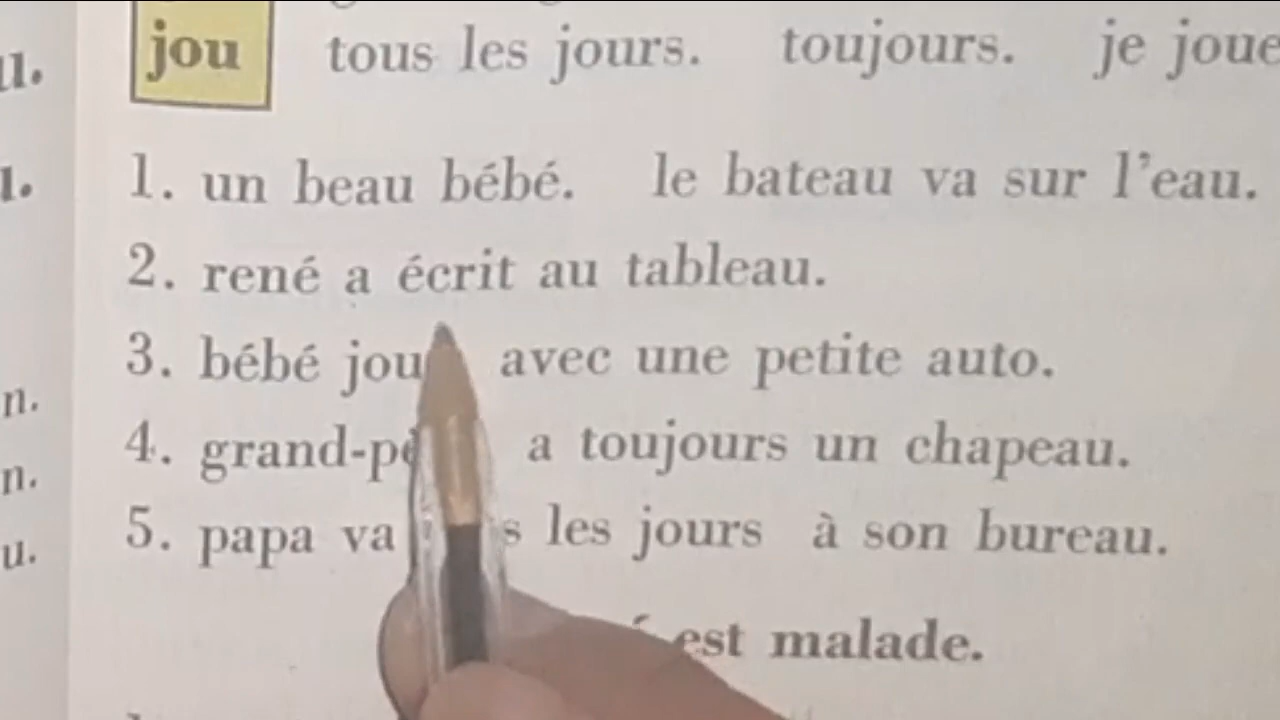 jou tous les jours. toujours. je joue
1. un beau bébé. le bateau va sur l'eau.
2. rené a écrit au tableau.
3. bébé jou avec une petite auto.
4. grand-pè a toujours un chapeau.
5. papa va s les jours à son bureau.
est malade.